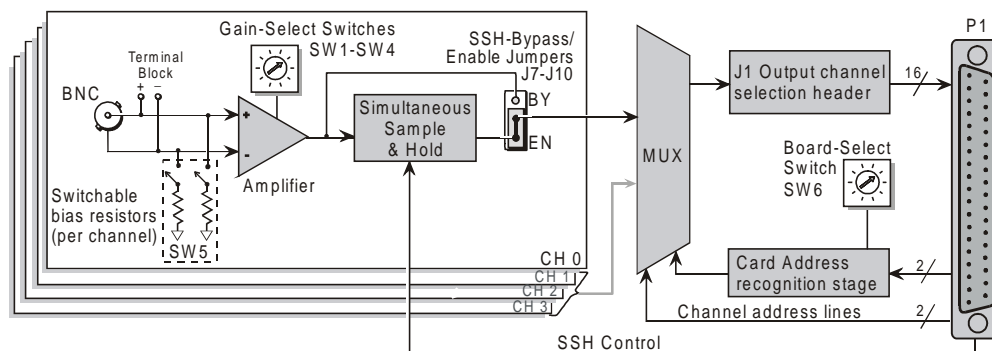 P1
Gain-Select Switches
SW1-SW4
SSH-Bypass/
Enable Jumpers
J7-J10
Terminal
Block
+ –
BNC
BY
EN
Simultaneous
Sample
& Hold
+
-
Amplifier
Switchable
bias resistors
(per channel)
SW5
CH 0
CH 1
CH 2
CH 3
MUX
J1 Output channel
selection header
16
Board-Select
Switch
SW6
Card Address
recognition stage
2
Channel address lines
2
SSH Control